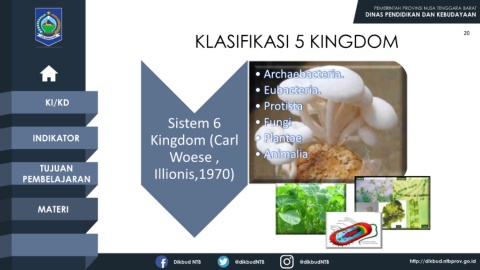 PEMERINTAH PROVINSI NUSA TENGGARA BARAT
DINAS PENDIDIKAN DAN KEBUDAYAAN
20
KLASIFIKASI 5 KINGDOM
KI/KD
INDIKATOR
TUJUAN
PEMBELAJARAN
MATERI
Sistem 6
Kingdom (Carl
Woese ,
Illionis,1970)
• Archaebacteria.
• Eubacteria.
• Protista
• Fungi
• Plantae
• Animalia
Dikbud NTB
@dikbudNTB
@dikbudNTB
http://dikbud.ntbprov.go.id